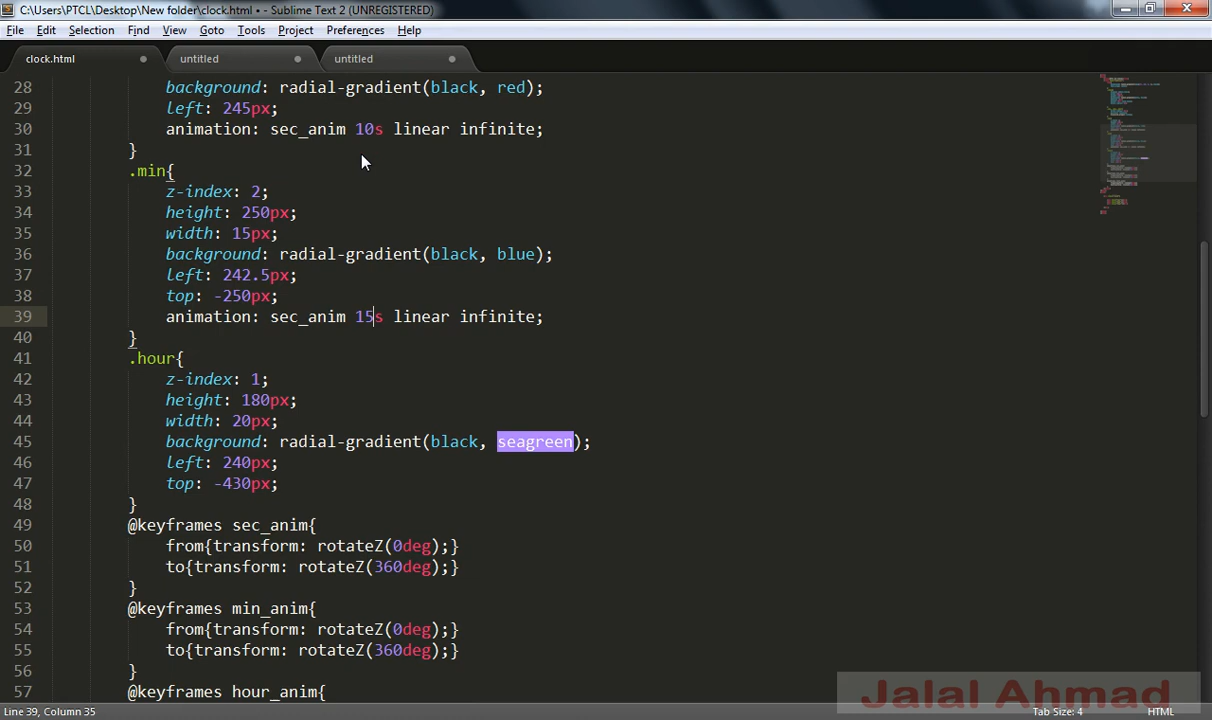 C:\Users\PTCL\Desktop\New folder\clock.html • - Sublime Text 2 (UNREGISTERED)
File Edit Selection Find View Goto Tools Project Preferences Help
clock.html untitled untitled
28 background: radial-gradient(black, red);
29 left: 245px;
30 animation: sec_anim 10s linear infinite;
31 }
32 .min{
33 z-index: 2;
34 height: 250px;
35 width: 15px;
36 background: radial-gradient(black, blue);
37 left: 242.5px;
38 top: -250px;
39 animation: sec_anim 15s linear infinite;
40 }
41 .hour{
42 z-index: 1;
43 height: 180px;
44 width: 20px;
45 background: radial-gradient(black, seagreen);
46 left: 240px;
47 top: -430px;
48 }
49 @keyframes sec_anim{
50 from{transform: rotateZ(0deg);}
51 to{transform: rotateZ(360deg);}
52 }
53 @keyframes min_anim{
54 from{transform: rotateZ(0deg);}
55 to{transform: rotateZ(360deg);}
56 }
57 @keyframes hour_anim{
Jalal Ahmad
Line 39, Column 35 Tab Size: 4 HTML